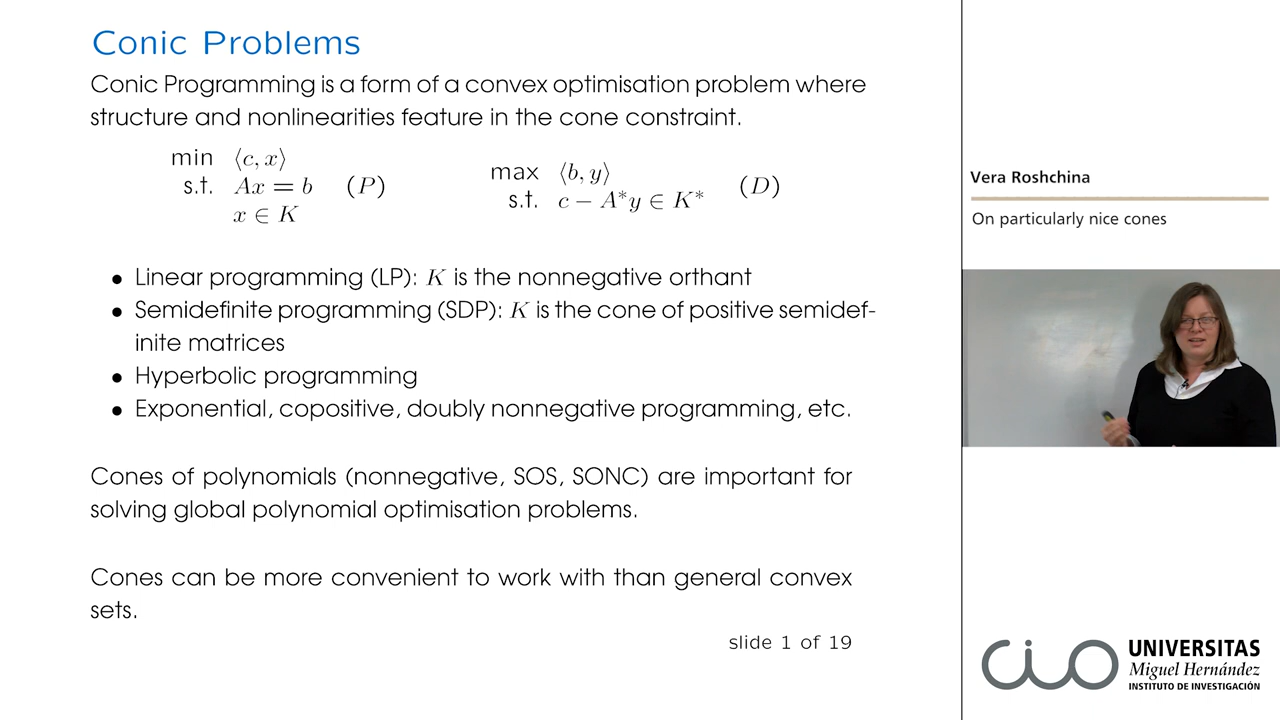 Conic Problems
Conic Programming is a form of a convex optimisation problem where
structure and nonlinearities feature in the cone constraint.
min ⟨c, x⟩
s.t. Ax = b (P)
x ∈ K
max ⟨b, y⟩
s.t. c − A*y ∈ K* (D)
• Linear programming (LP): K is the nonnegative orthant
• Semidefinite programming (SDP): K is the cone of positive semidef-
inite matrices
• Hyperbolic programming
• Exponential, copositive, doubly nonnegative programming, etc.
Cones of polynomials (nonnegative, SOS, SONC) are important for
solving global polynomial optimisation problems.
Cones can be more convenient to work with than general convex
sets.
slide 1 of 19
Vera Roshchina
On particularly nice cones
cio
UNIVERSITAS
Miguel Hernández
INSTITUTO DE INVESTIGACIÓN